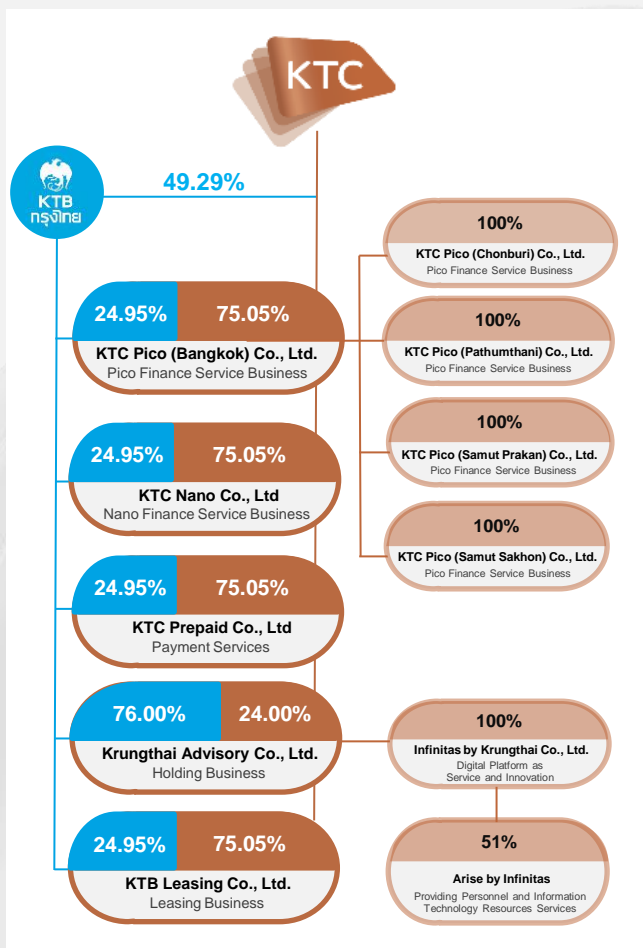 KTC
KTB
กรุงไทย
49.29%
24.95% 75.05%
KTC Pico (Bangkok) Co., Ltd.
Pico Finance Service Business
24.95% 75.05%
KTC Nano Co., Ltd
Nano Finance Service Business
24.95% 75.05%
KTC Prepaid Co., Ltd
Payment Services
76.00% 24.00%
Krungthai Advisory Co., Ltd.
Holding Business
24.95% 75.05%
KTB Leasing Co., Ltd.
Leasing Business
100%
KTC Pico (Chonburi) Co., Ltd.
Pico Finance Service Business
100%
KTC Pico (Pathumthani) Co., Ltd.
Pico Finance Service Business
100%
KTC Pico (Samut Prakan) Co., Ltd.
Pico Finance Service Business
100%
KTC Pico (Samut Sakhon) Co., Ltd.
Pico Finance Service Business
100%
Infinitas by Krungthai Co., Ltd.
Digital Platform as
Service and Innovation
51%
Arise by Infinitas
Providing Personnel and Information
Technology Resources Services